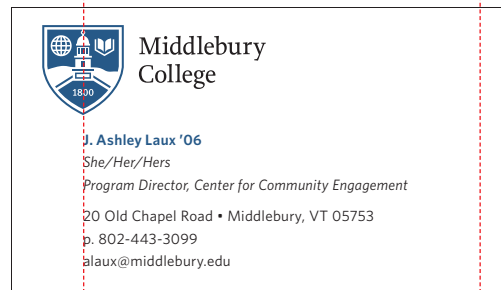 Middlebury
College
1800
J. Ashley Laux '06
She/Her/Hers
Program Director, Center for Community Engagement
20 Old Chapel Road • Middlebury, VT 05753
p. 802-443-3099
alaux@middlebury.edu